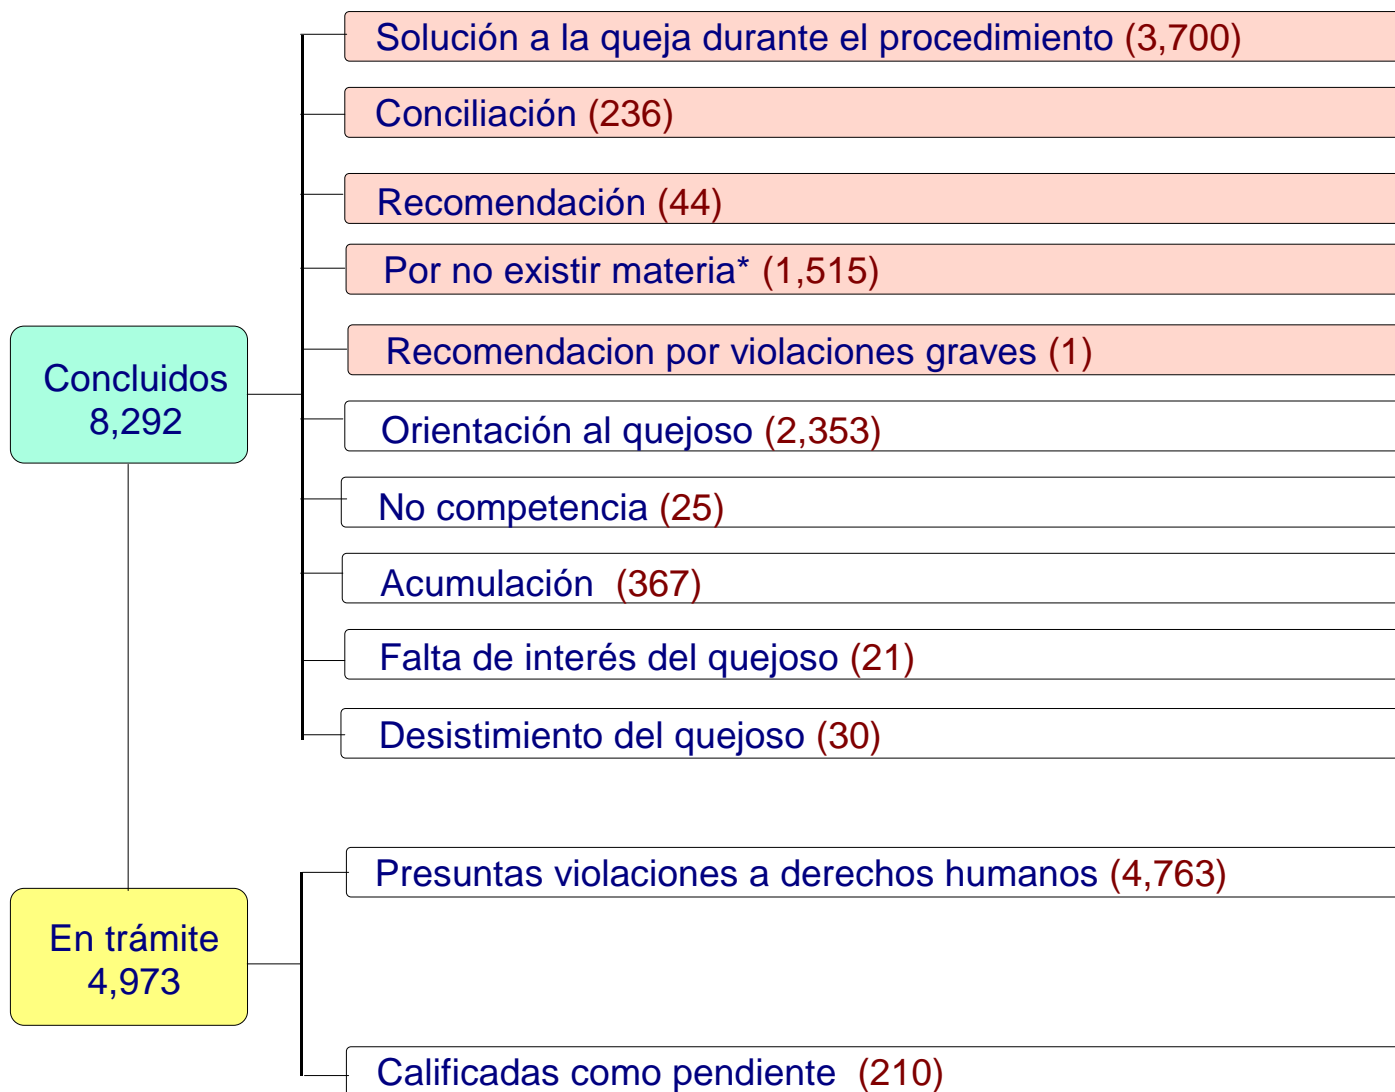 Solución a la queja durante el procedimiento (3,700)
Conciliación (236)
Recomendación (44)
Por no existir materia* (1,515)
Recomendacion por violaciones graves (1)
Concluidos
8,292
Orientación al quejoso (2,353)
No competencia (25)
Acumulación (367)
Falta de interés del quejoso (21)
Desistimiento del quejoso (30)
Presuntas violaciones a derechos humanos (4,763)
En trámite
4,973
Calificadas como pendiente (210)